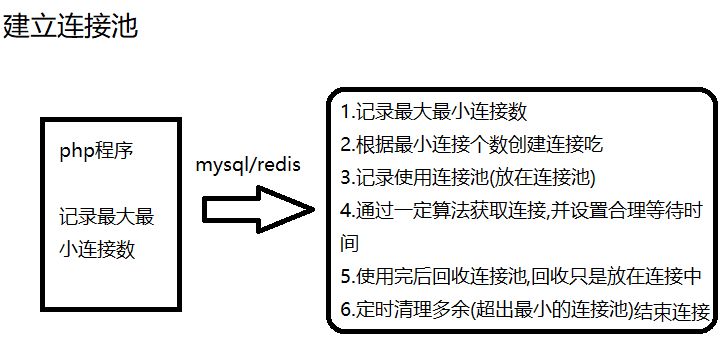 建立连接池
php程序
记录最大最
小连接数
mysql/redis
1.记录最大最小连接数
2.根据最小连接个数创建连接吃
3.记录使用连接池(放在连接池)
4.通过一定算法获取连接,并设置合理等待时
间
5.使用完后回收连接池,回收只是放在连接中
6.定时清理多余(超出最小的连接池)结束连接